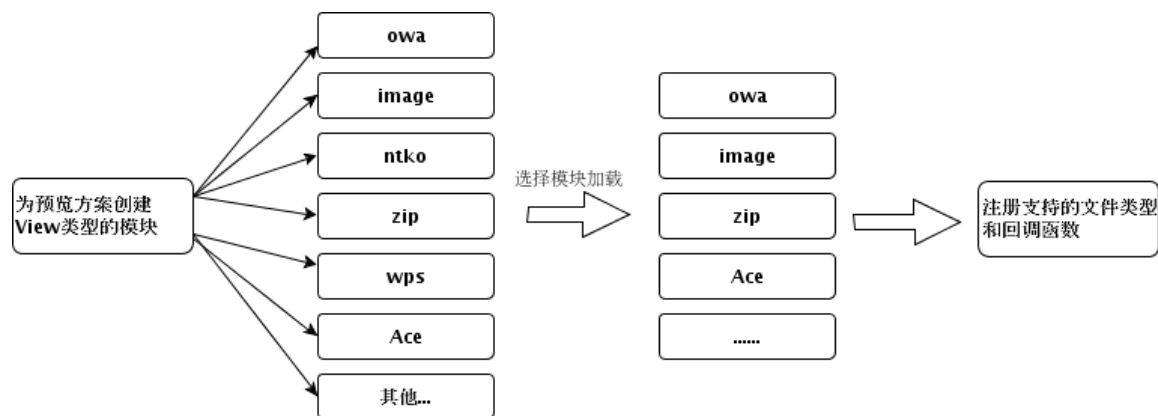 为预览方案创建
View类型的模块
owa
image
ntko
zip
wps
Ace
其他...
选择模块加载
owa
image
zip
Ace
......
注册支持的文件类型
和回调函数